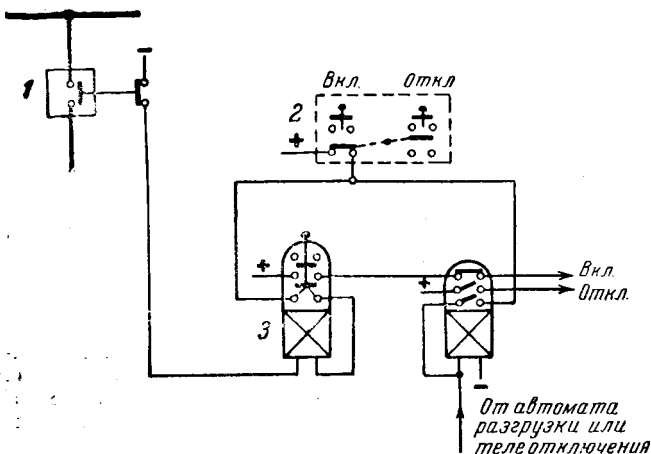 Вкл. Откл
1
2
+
+
+
3
Вкл.
Откл.
От автомата
разгрузки или
телеотключения